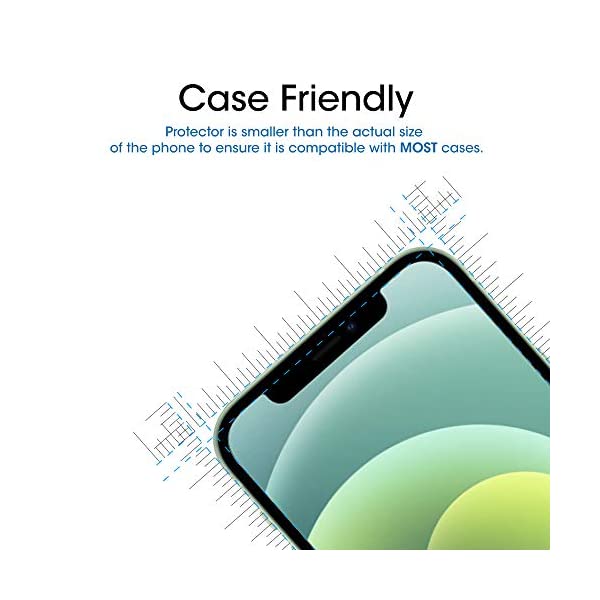 Case Friendly
Protector is smaller than the actual size
of the phone to ensure it is compatible with MOST cases.